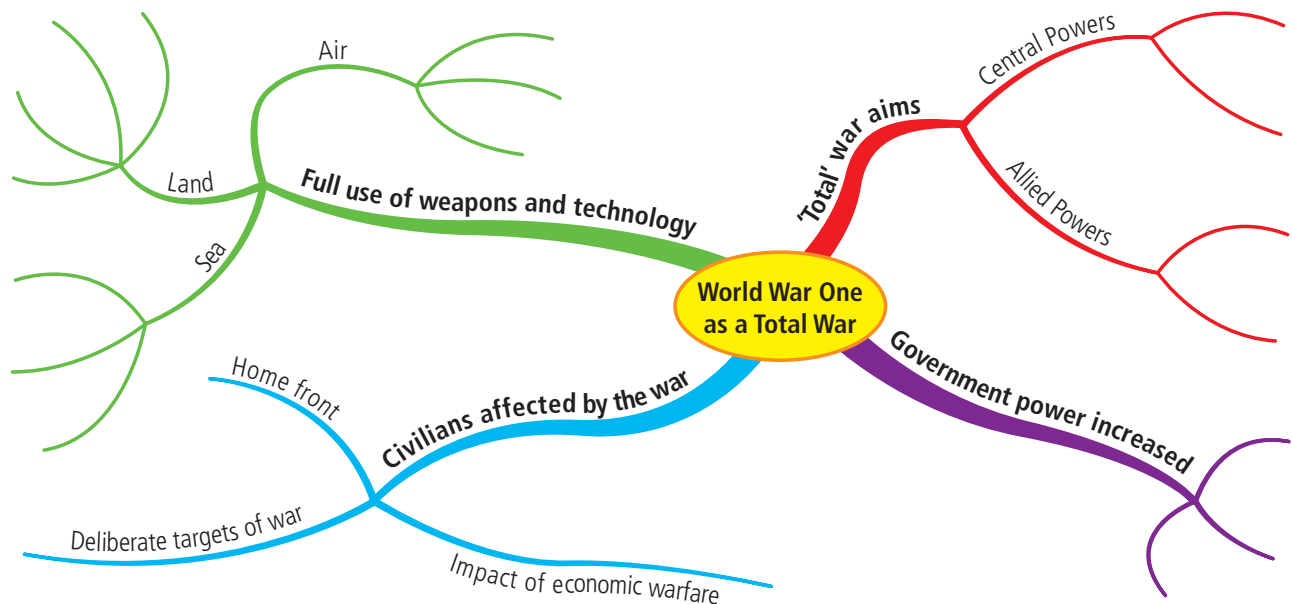 World War One
as a Total War
'Total' war aims
Central Powers
Allied Powers
Government power increased
Civilians affected by the war
Home front
Deliberate targets of war
Impact of economic warfare
Full use of weapons and technology
Air
Land
Sea